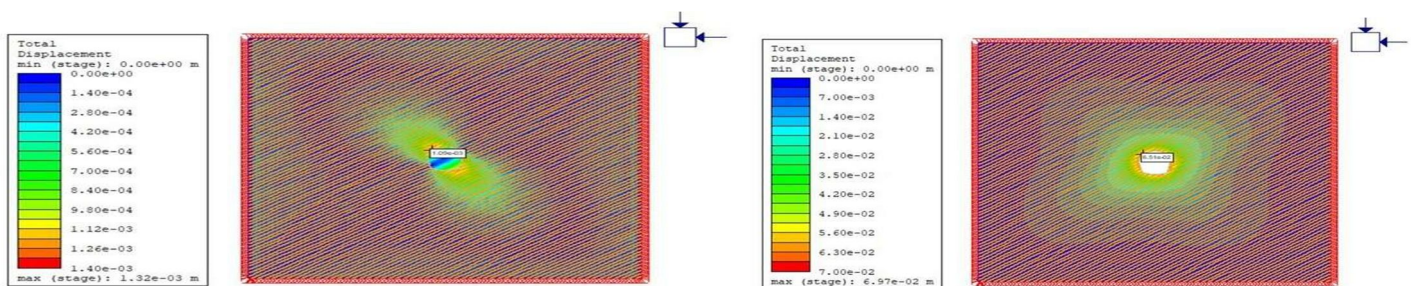 Total
Displacement
min (stage): 0.00e+00 m
0.00e+00
1.40e-04
2.80e-04
4.20e-04
5.60e-04
7.00e-04
8.40e-04
9.80e-04
1.12e-03
1.26e-03
1.40e-03
max (stage): 1.32e-03 m
1.09e-03
Total
Displacement
min (stage): 0.00e+00 m
0.00e+00
7.00e-03
1.40e-02
2.10e-02
2.80e-02
3.50e-02
4.20e-02
4.90e-02
5.60e-02
6.30e-02
7.00e-02
max (stage): 6.97e-02 m